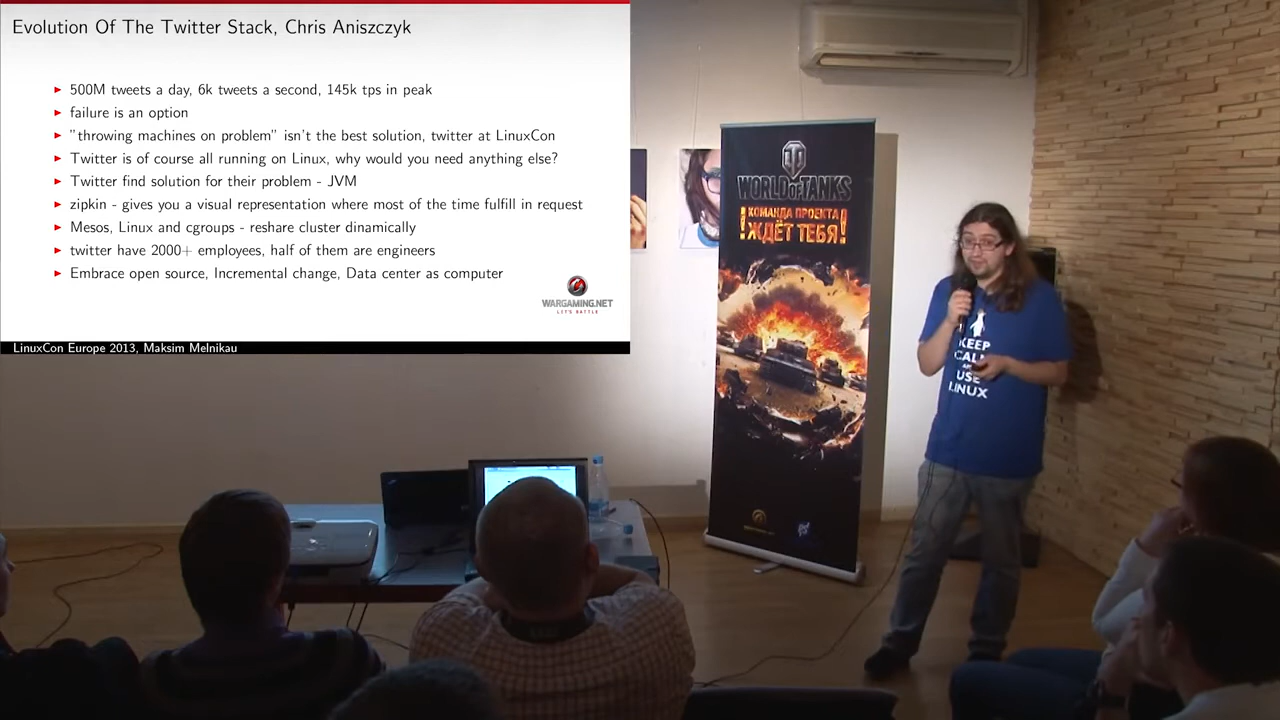 Evolution Of The Twitter Stack, Chris Aniszczyk
500M tweets a day, 6k tweets a second, 145k tps in peak
failure is an option
"throwing machines on problem" isn't the best solution, twitter at LinuxCon
Twitter is of course all running on Linux, why would you need anything else?
Twitter find solution for their problem - JVM
zipkin - gives you a visual representation where most of the time fulfill in request
Mesos, Linux and cgroups - reshare cluster dinamically
twitter have 2000+ employees, half of them are engineers
Embrace open source, Incremental change, Data center as computer
WARGAMING.NET
LET'S BATTLE
LinuxCon Europe 2013, Maksim Melnikau
WORLD OF TANKS
КОМАНДА ПРОЕКТА
ЖДЁТ ТЕБЯ!
KEEP
CALM
AND
USE
LINUX